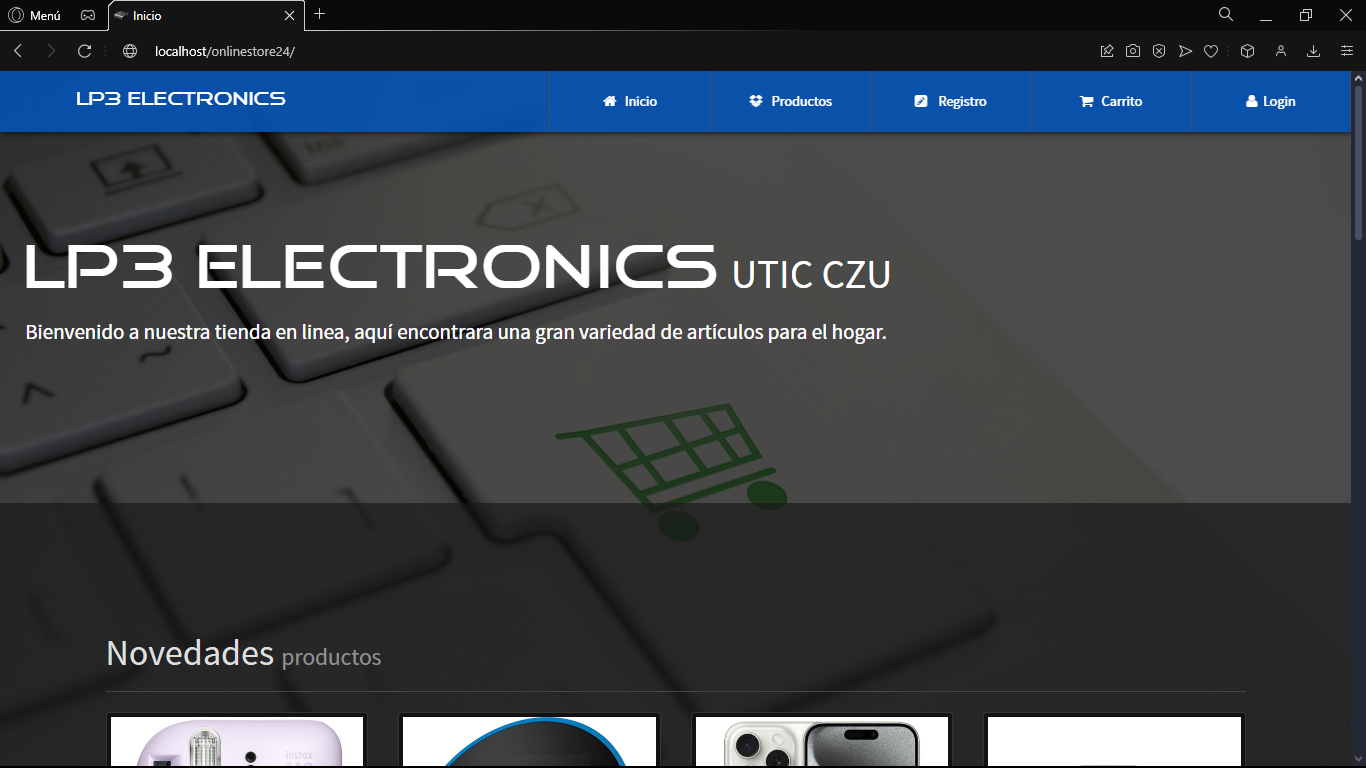 Menú
Inicio
localhost/onlinestore24/
LP3 ELECTRONICS
Inicio
Productos
Registro
Carrito
Login
Ins
LP3 ELECTRONICS UTIC CZU
Bienvenido a nuestra tienda en linea, aquí encontrara una gran variedad de artículos para el hogar.
Novedades productos
instax